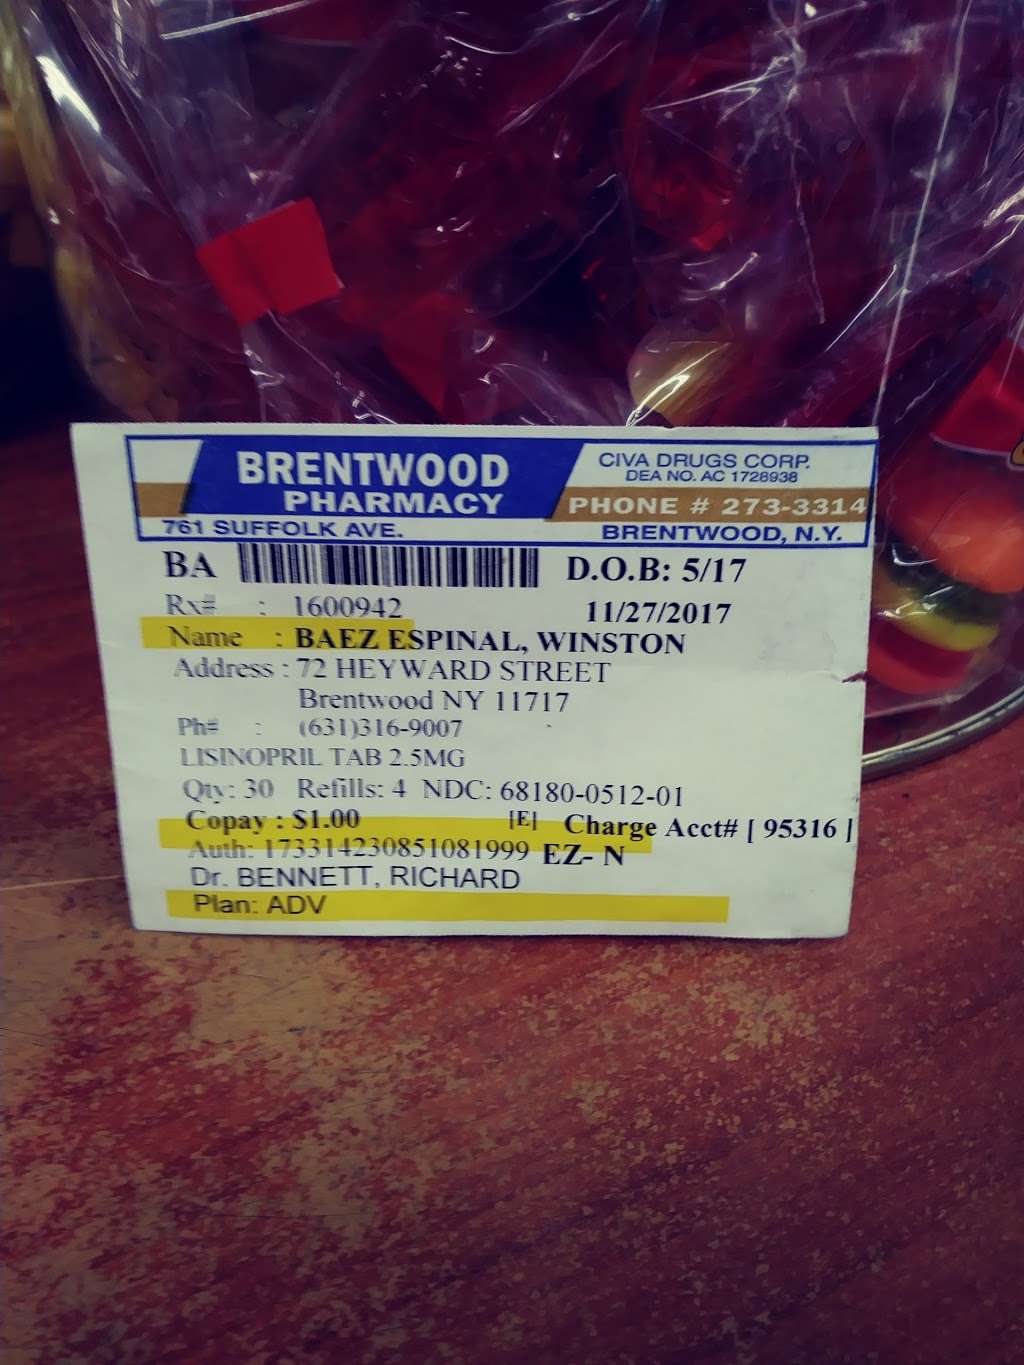 BRENTWOOD
PHARMACY
761 SUFFOLK AVE.
CIVA DRUGS CORP.
DEA NO. AC 1728938
PHONE # 273-3314
BRENTWOOD, N.Y.
BA D.O.B: 5/17
Rx# : 1600942 11/27/2017
Name : BAEZ ESPINAL, WINSTON
Address : 72 HEYWARD STREET
Brentwood NY 11717
Ph# : (631)316-9007
LISINOPRIL TAB 2.5MG
Qty: 30 Refills: 4 NDC: 68180-0512-01
Copay : $1.00 [E] Charge Acct# [ 95316 ]
Auth: 173314230851081999 EZ- N
Dr. BENNETT, RICHARD
Plan: ADV